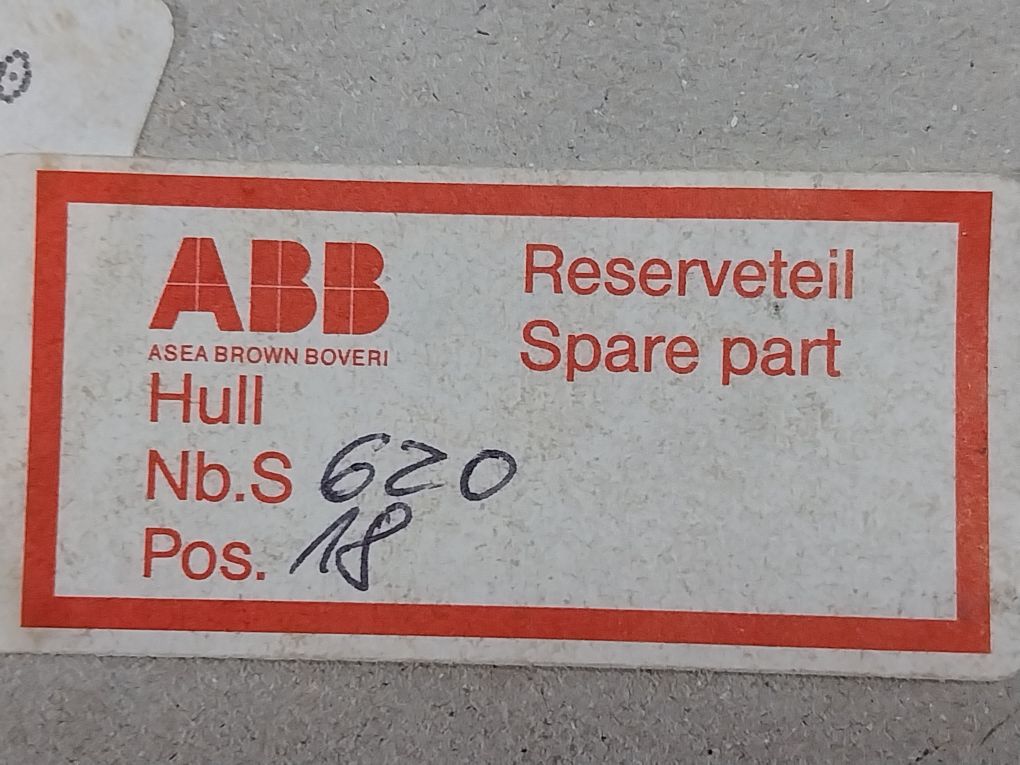 ABB
ASEA BROWN BOVERI
Hull
Nb.S 620
Pos. 18
Reserveteil
Spare part